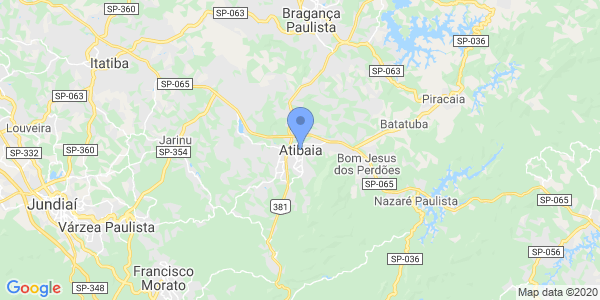 SP-360
SP-063
Bragança
Paulista
SP-036
Itatiba
SP-063
SP-065
SP-063
Piracaia
Louveira
Batatuba
Jarinu
SP-332
SP-360
SP-354
Atibaia
Bom Jesus
dos Perdões
SP-065
SP-065
Jundiaí
Nazaré Paulista
381
Várzea Paulista
SP-056
SP-036
Francisco
Morato
Google
SP-348
Map data ©2020